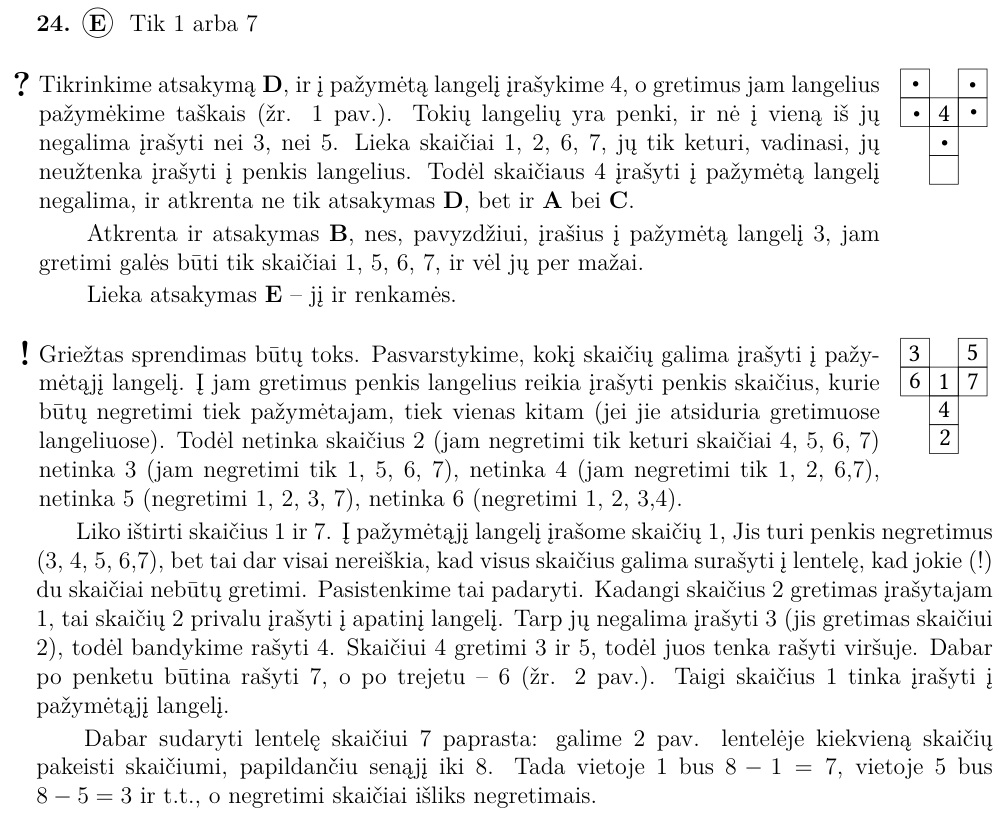 24. E Tik 1 arba 7
? Tikrinkime atsakymą D, ir į pažymėtą langelį įrašykime 4, o gretimus jam langelius
pažymėkime taškais (žr. 1 pav.). Tokių langelių yra penki, ir nė į vieną iš jų
negalima įrašyti nei 3, nei 5. Lieka skaičiai 1, 2, 6, 7, jų tik keturi, vadinasi, jų
neužtenka įrašyti į penkis langelius. Todėl skaičiaus 4 įrašyti į pažymėtą langelį
negalima, ir atkrenta ne tik atsakymas D, bet ir A bei C.
Atkrenta ir atsakymas B, nes, pavyzdžiui, įrašius į pažymėtą langelį 3, jam
gretimi galės būti tik skaičiai 1, 5, 6, 7, ir vėl jų per mažai.
Lieka atsakymas E – jį ir renkamės.
4
! Griežtas sprendimas būtų toks. Pasvarstykime, kokį skaičių galima įrašyti į pažy-
mėtąjį langelį. Į jam gretimus penkis langelius reikia įrašyti penkis skaičius, kurie
būtų negretimi tiek pažymėtajam, tiek vienas kitam (jei jie atsiduria gretimuose
langeliuose). Todėl netinka skaičius 2 (jam negretimi tik keturi skaičiai 4, 5, 6, 7)
netinka 3 (jam negretimi tik 1, 5, 6, 7), netinka 4 (jam negretimi tik 1, 2, 6,7),
netinka 5 (negretimi 1, 2, 3, 7), netinka 6 (negretimi 1, 2, 3,4).
3 5
6 1 7
4
2
Liko ištirti skaičius 1 ir 7. Į pažymėtąjį langelį įrašome skaičių 1, Jis turi penkis negretimus
(3, 4, 5, 6,7), bet tai dar visai nereiškia, kad visus skaičius galima surašyti į lentelę, kad jokie (!)
du skaičiai nebūtų gretimi. Pasistenkime tai padaryti. Kadangi skaičius 2 gretimas įrašytajam
1, tai skaičių 2 privalu įrašyti į apatinį langelį. Tarp jų negalima įrašyti 3 (jis gretimas skaičiui
2), todėl bandykime rašyti 4. Skaičiui 4 gretimi 3 ir 5, todėl juos tenka rašyti viršuje. Dabar
po penketu būtina rašyti 7, o po trejetu – 6 (žr. 2 pav.). Taigi skaičius 1 tinka įrašyti į
pažymėtąjį langelį.
Dabar sudaryti lentelę skaičiui 7 paprasta: galime 2 pav. lentelėje kiekvieną skaičių
pakeisti skaičiumi, papildančiu senąjį iki 8. Tada vietoje 1 bus 8 − 1 = 7, vietoje 5 bus
8 − 5 = 3 ir t.t., o negretimi skaičiai išliks negretimais.